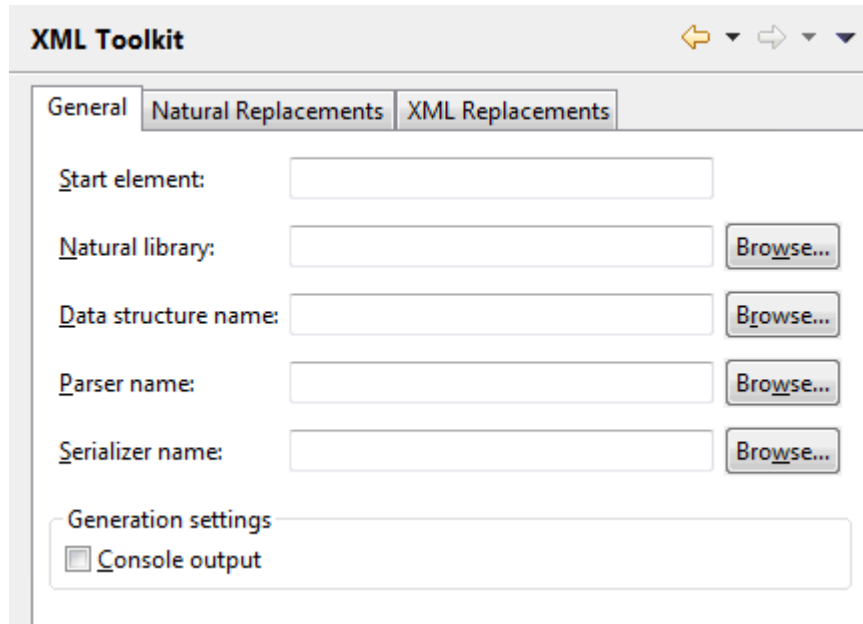 XML Toolkit
General Natural Replacements XML Replacements
Start element:
Natural library: Browse...
Data structure name: Browse...
Parser name: Browse...
Serializer name: Browse...
Generation settings
Console output